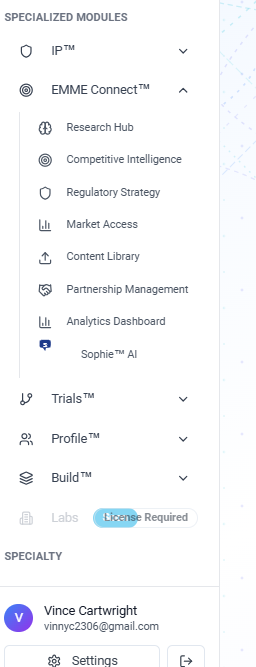 SPECIALIZED MODULES
IP™
EMME Connect™
Research Hub
Competitive Intelligence
Regulatory Strategy
Market Access
Content Library
Partnership Management
Analytics Dashboard
S
Sophie™ AI
Trials™
Profile™
Build™
Labs
License Required
SPECIALTY
V
Vince Cartwright
vinnyc2306@gmail.com
Settings